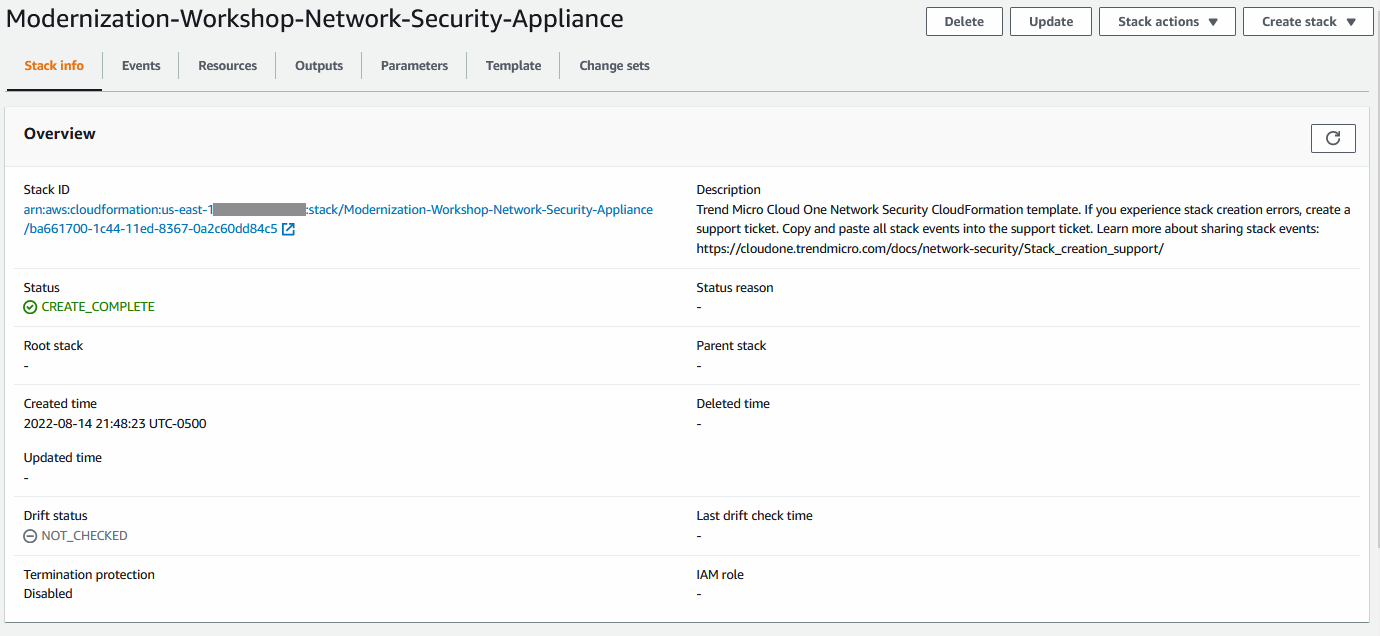 Modernization-Workshop-Network-Security-Appliance
Delete
Update
Stack actions
Create stack
Stack info
Events
Resources
Outputs
Parameters
Template
Change sets
Overview
Stack ID
arn:aws:cloudformation:us-east-1 :stack/Modernization-Workshop-Network-Security-Appliance
/ba661700-1c44-11ed-8367-0a2c60dd84c5
Description
Trend Micro Cloud One Network Security CloudFormation template. If you experience stack creation errors, create a
support ticket. Copy and paste all stack events into the support ticket. Learn more about sharing stack events:
https://cloudone.trendmicro.com/docs/network-security/Stack_creation_support/
Status
CREATE_COMPLETE
Status reason
-
Root stack
-
Parent stack
-
Created time
2022-08-14 21:48:23 UTC-0500
Deleted time
-
Updated time
-
Drift status
NOT_CHECKED
Last drift check time
-
Termination protection
Disabled
IAM role
-